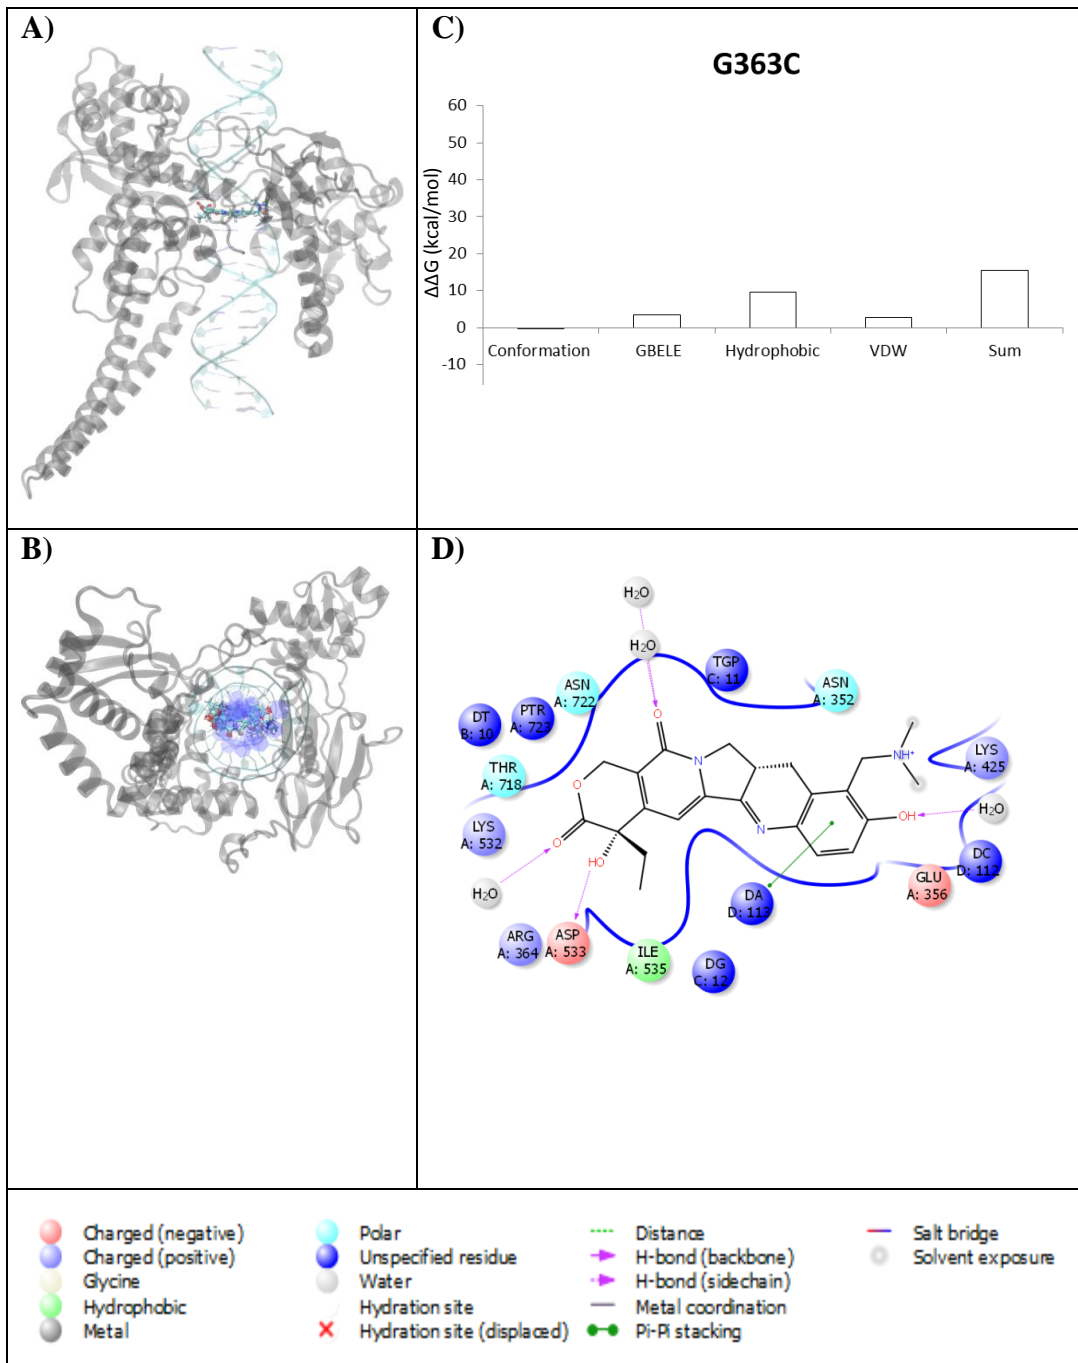 A)
C)
G363C
ΔΔG (kcal/mol)
60
50
40
30
20
10
0
-10
Conformation GBELE Hydrophobic VDW Sum
B)
D)
H₂O
H₂O
TGP
C: 11
ASN
A: 722
ASN
A: 352
PTR
A: 723
DT
B: 10
THR
A: 718
LYS
A: 425
LYS
A: 532
O
O
O
N
N
NH⁺
OH
HO
H₂O
H₂O
DC
D: 112
GLU
A: 356
DA
D: 113
ARG
A: 364
ASP
A: 533
ILE
A: 535
DG
C: 12
Charged (negative)
Charged (positive)
Glycine
Hydrophobic
Metal
Polar
Unspecified residue
Water
Hydration site
Hydration site (displaced)
Distance
H-bond (backbone)
H-bond (sidechain)
Metal coordination
Pi-Pi stacking
Salt bridge
Solvent exposure